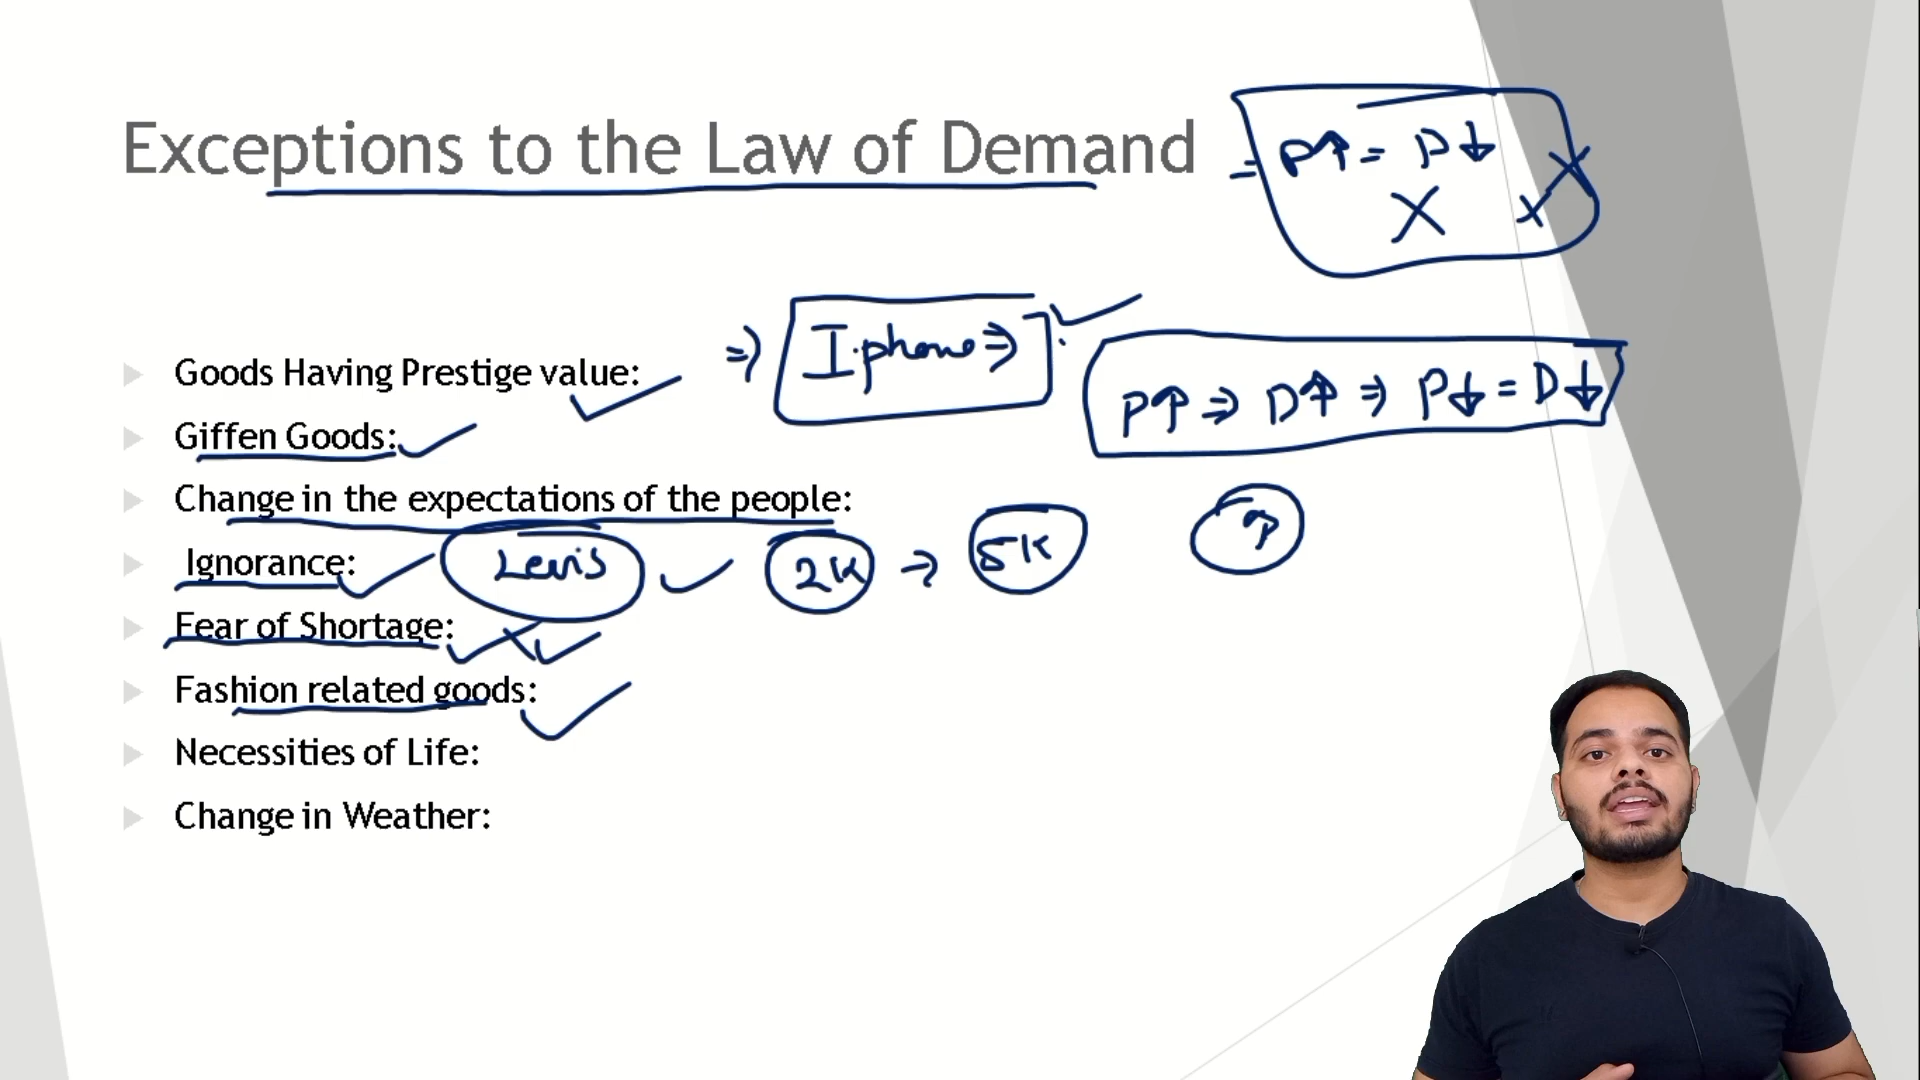 Exceptions to the Law of Demand
= P↑ = D↓
X X X
Goods Having Prestige value:
=> I.phone =>
P↑ => D↑ => P↓ = D↓
Giffen Goods:
Change in the expectations of the people:
Ignorance:
Levis
2K → 5K
Fear of Shortage:
Fashion related goods:
Necessities of Life:
Change in Weather: